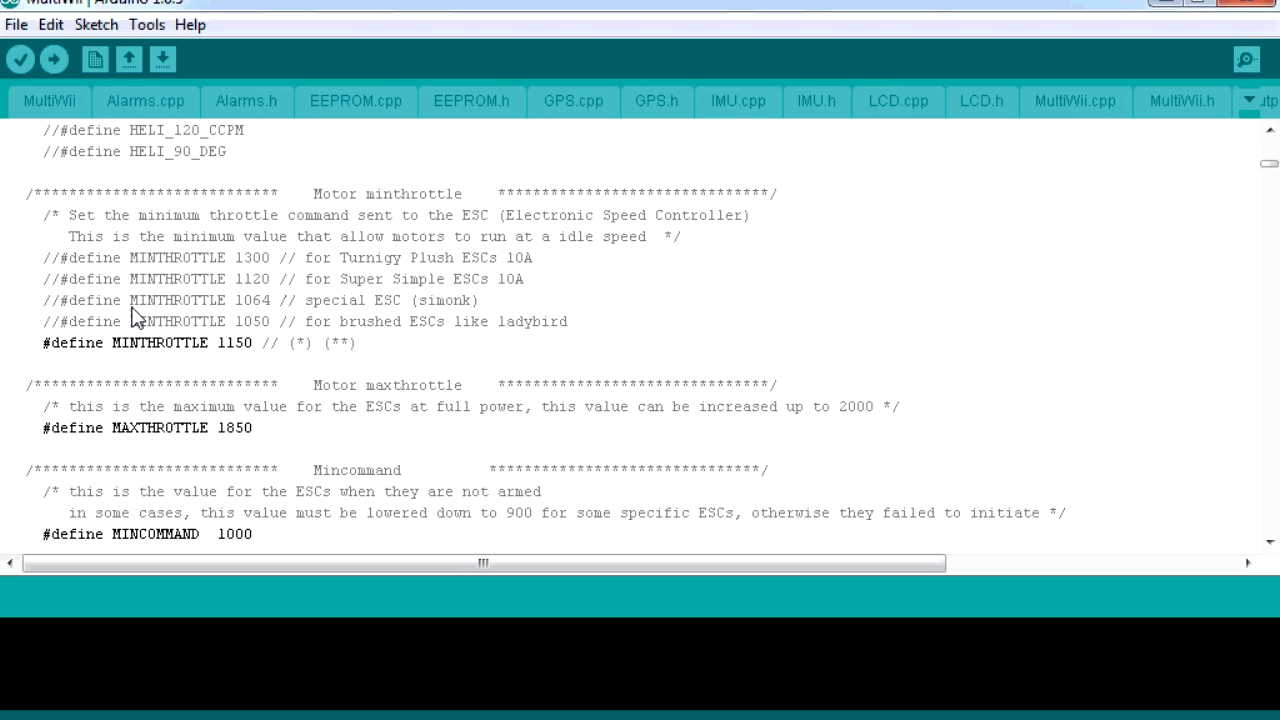 MultiWii | Arduino 1.6.5
File Edit Sketch Tools Help
MultiWii Alarms.cpp Alarms.h EEPROM.cpp EEPROM.h GPS.cpp GPS.h IMU.cpp IMU.h LCD.cpp LCD.h MultiWii.cpp MultiWii.h
//#define HELI_120_CCPM
//#define HELI_90_DEG
/**************************** Motor minthrottle *******************************/
/* Set the minimum throttle command sent to the ESC (Electronic Speed Controller)
This is the minimum value that allow motors to run at a idle speed */
//#define MINTHROTTLE 1300 // for Turnigy Plush ESCs 10A
//#define MINTHROTTLE 1120 // for Super Simple ESCs 10A
//#define MINTHROTTLE 1064 // special ESC (simonk)
//#define MINTHROTTLE 1050 // for brushed ESCs like ladybird
#define MINTHROTTLE 1150 // (*) (**)
/**************************** Motor maxthrottle *******************************/
/* this is the maximum value for the ESCs at full power, this value can be increased up to 2000 */
#define MAXTHROTTLE 1850
/**************************** Mincommand *******************************/
/* this is the value for the ESCs when they are not armed
in some cases, this value must be lowered down to 900 for some specific ESCs, otherwise they failed to initiate */
#define MINCOMMAND 1000